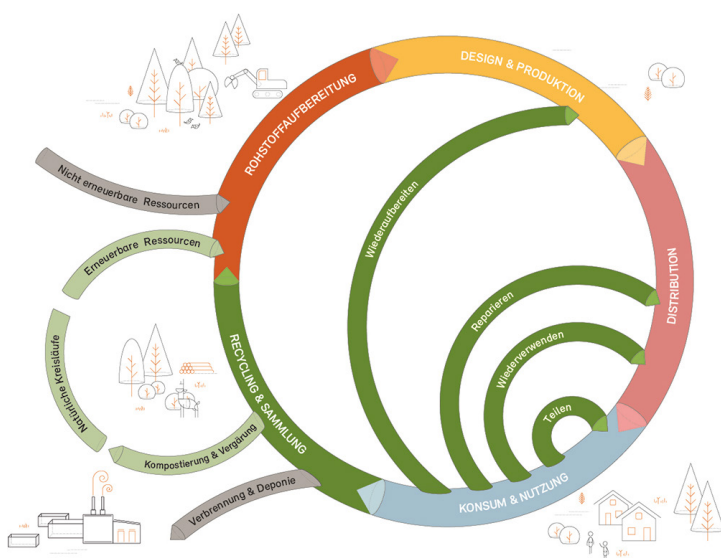 DESIGN & PRODUKTION
ROHSTOFFAUFBEREITUNG
Nicht erneuerbare Ressourcen
Wiederaufbereiten
Erneuerbare Ressourcen
DISTRIBUTION
Reparieren
Wiederverwenden
Natürliche Kreisläufe
RECYCLING & SAMMLUNG
Teilen
Kompostierung & Vergärung
Verbrennung & Deponie
KONSUM & NUTZUNG